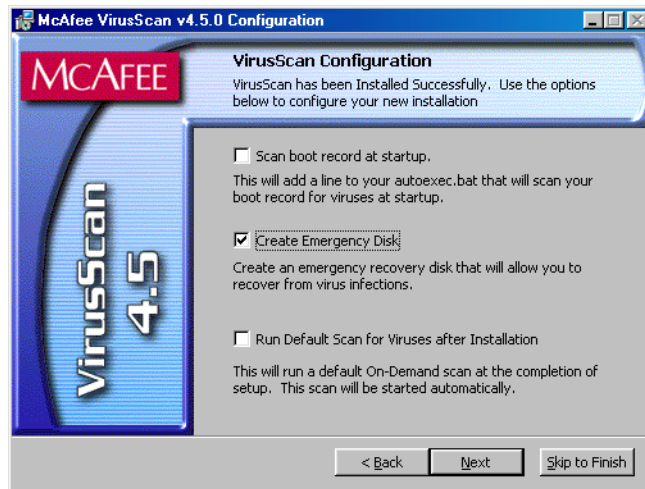 McAfee VirusScan v4.5.0 Configuration
McAFEE
VirusScan
4.5
VirusScan Configuration
VirusScan has been Installed Successfully. Use the options
below to configure your new installation
Scan boot record at startup.
This will add a line to your autoexec.bat that will scan your
boot record for viruses at startup.
Create Emergency Disk
Create an emergency recovery disk that will allow you to
recover from virus infections.
Run Default Scan for Viruses after Installation
This will run a default On-Demand scan at the completion of
setup. This scan will be started automatically.
< Back
Next
Skip to Finish